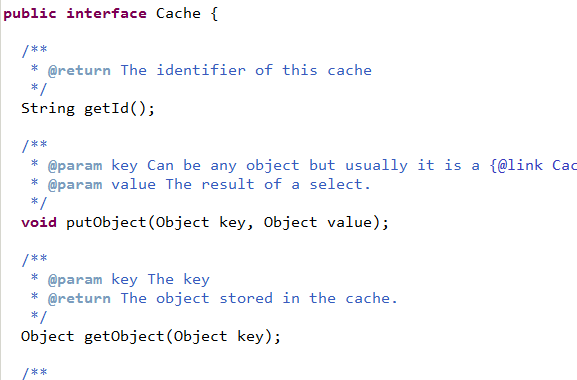 public interface Cache {
/**
* @return The identifier of this cache
*/
String getId();
/**
* @param key Can be any object but usually it is a {@link Cac
* @param value The result of a select.
*/
void putObject(Object key, Object value);
/**
* @param key The key
* @return The object stored in the cache.
*/
Object getObject(Object key);
/**